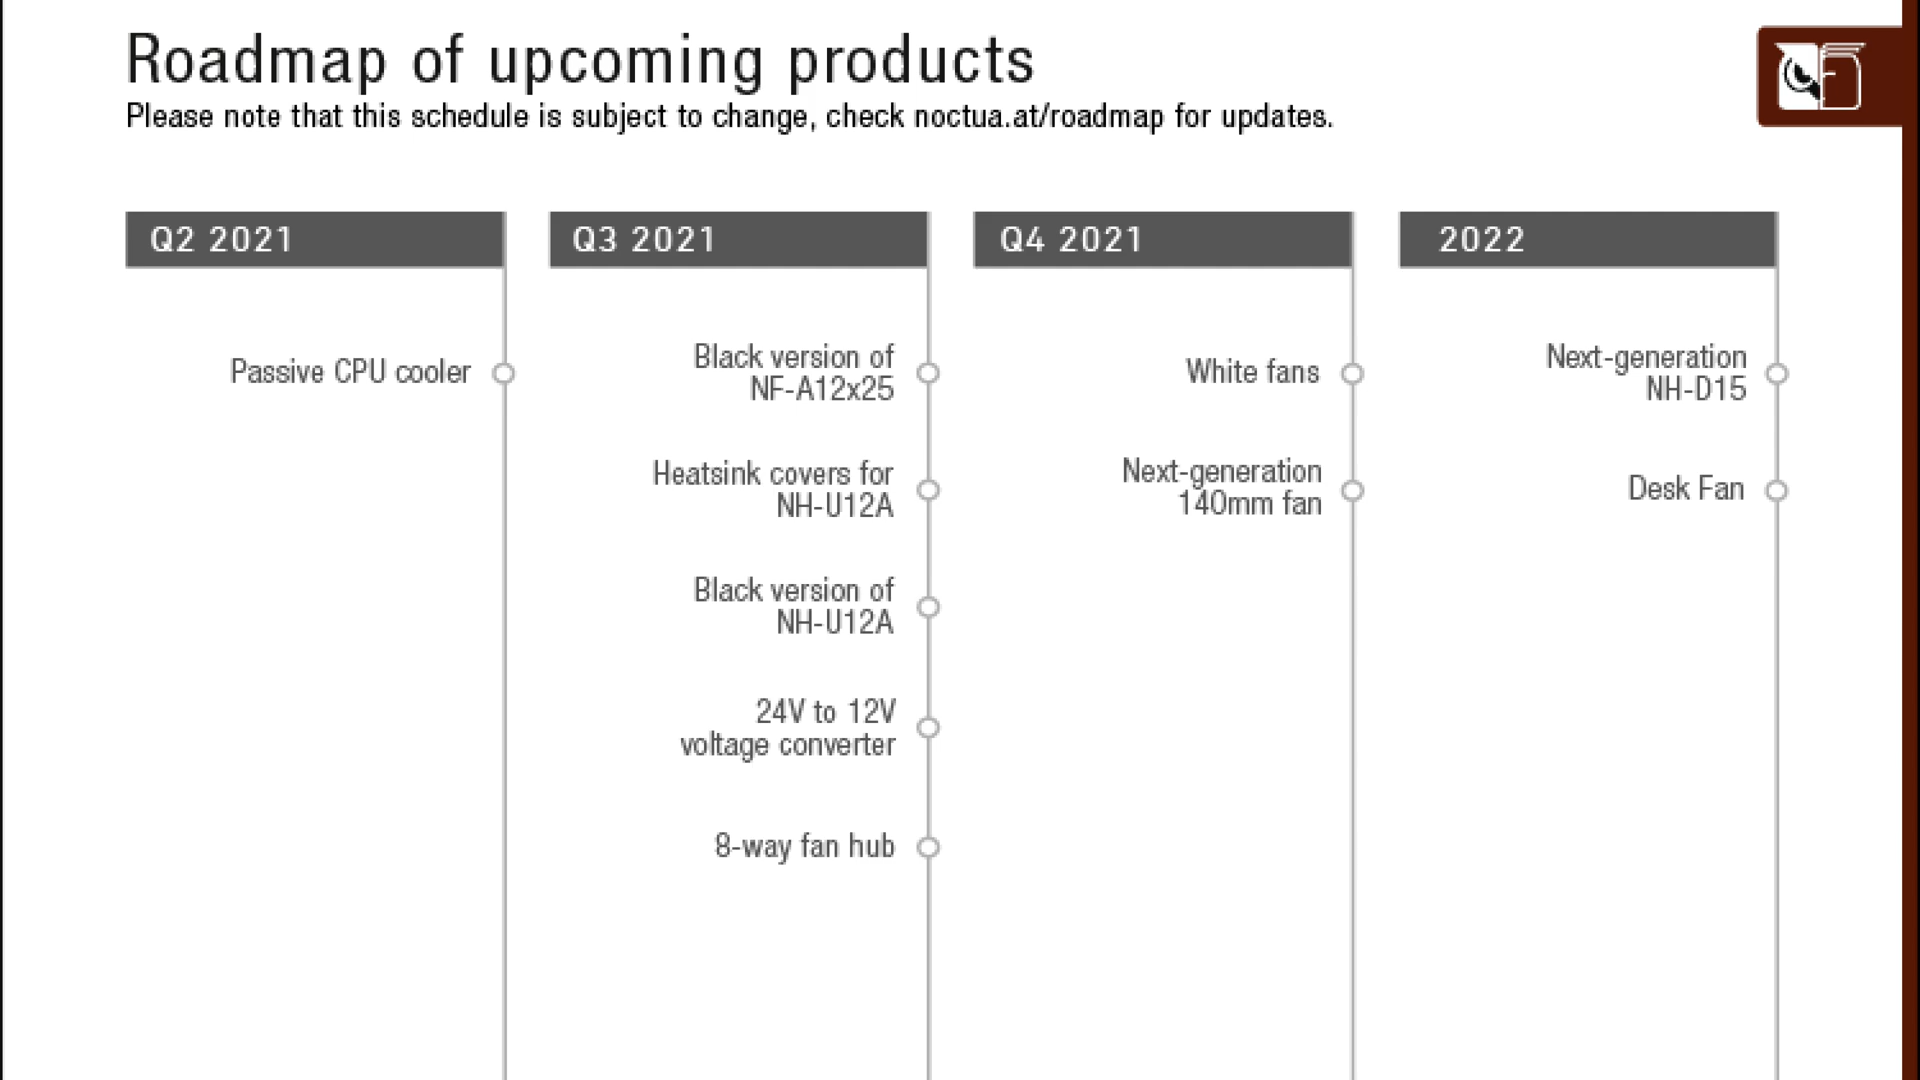 Roadmap of upcoming products
Please note that this schedule is subject to change, check noctua.at/roadmap for updates.
Q2 2021
Passive CPU cooler
Q3 2021
Black version of
NF-A12x25
Heatsink covers for
NH-U12A
Black version of
NH-U12A
24V to 12V
voltage converter
8-way fan hub
Q4 2021
White fans
Next-generation
140mm fan
2022
Next-generation
NH-D15
Desk Fan